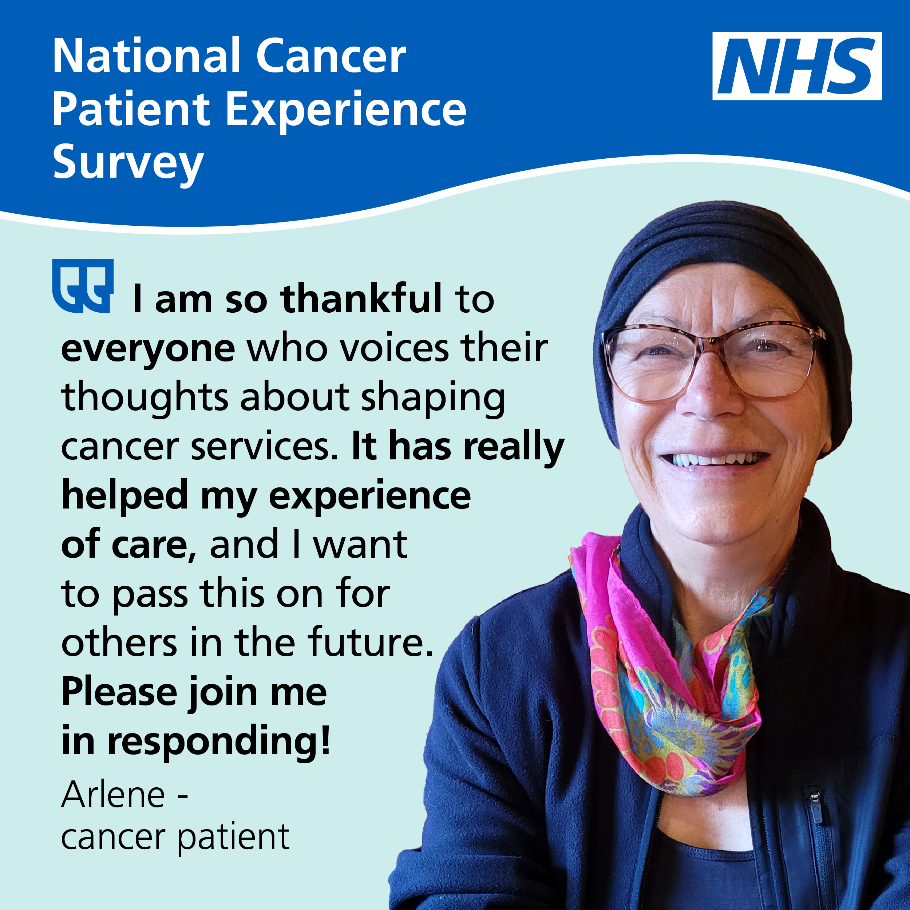 National Cancer
Patient Experience
Survey
NHS
I am so thankful to
everyone who voices their
thoughts about shaping
cancer services. It has really
helped my experience
of care, and I want
to pass this on for
others in the future.
Please join me
in responding!
Arlene -
cancer patient